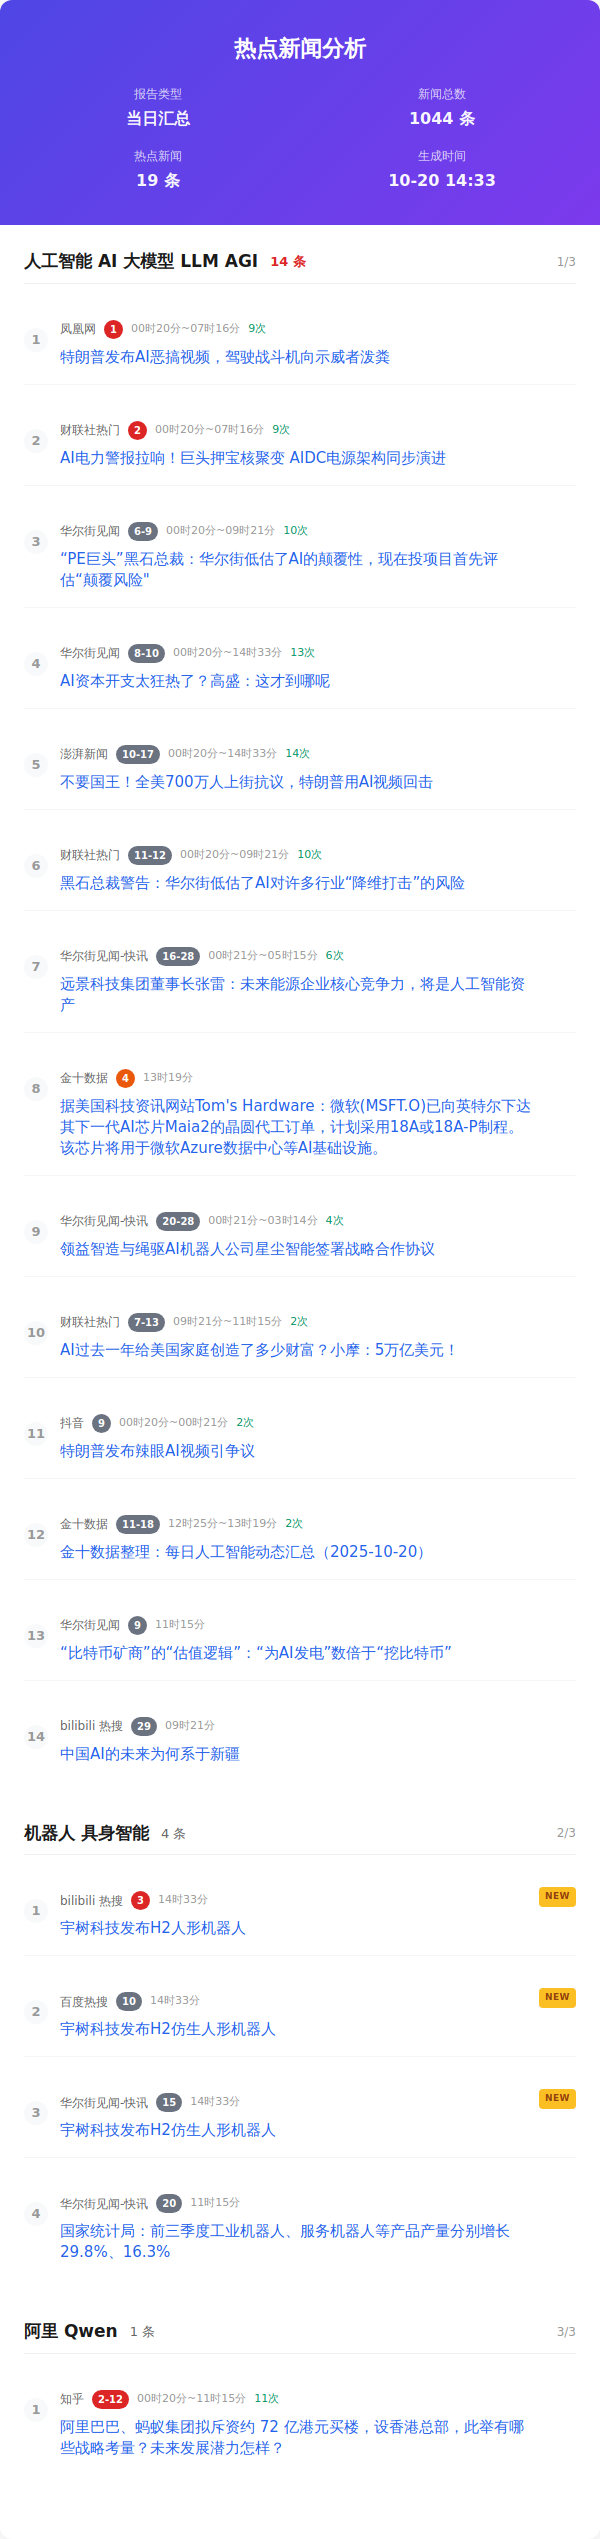 热点新闻分析
报告类型 新闻总数
当日汇总 1044 条
热点新闻 生成时间
19 条 10-20 14:33
人工智能 AI 大模型 LLM AGI 14 条 1/3
1 凤凰网 1 00时20分~07时16分 9次
特朗普发布AI恶搞视频，驾驶战斗机向示威者泼粪
2 财联社热门 2 00时20分~07时16分 9次
AI电力警报拉响！巨头押宝核聚变 AIDC电源架构同步演进
3 华尔街见闻 6-9 00时20分~09时21分 10次
“PE巨头”黑石总裁：华尔街低估了AI的颠覆性，现在投项目首先评
估“颠覆风险"
4 华尔街见闻 8-10 00时20分~14时33分 13次
AI资本开支太狂热了？高盛：这才到哪呢
5 澎湃新闻 10-17 00时20分~14时33分 14次
不要国王！全美700万人上街抗议，特朗普用AI视频回击
6 财联社热门 11-12 00时20分~09时21分 10次
黑石总裁警告：华尔街低估了AI对许多行业“降维打击”的风险
7 华尔街见闻-快讯 16-28 00时21分~05时15分 6次
远景科技集团董事长张雷：未来能源企业核心竞争力，将是人工智能资
产
8 金十数据 4 13时19分
据美国科技资讯网站Tom's Hardware：微软(MSFT.O)已向英特尔下达
其下一代AI芯片Maia2的晶圆代工订单，计划采用18A或18A-P制程。
该芯片将用于微软Azure数据中心等AI基础设施。
9 华尔街见闻-快讯 20-28 00时21分~03时14分 4次
领益智造与绳驱AI机器人公司星尘智能签署战略合作协议
10 财联社热门 7-13 09时21分~11时15分 2次
AI过去一年给美国家庭创造了多少财富？小摩：5万亿美元！
11 抖音 9 00时20分~00时21分 2次
特朗普发布辣眼AI视频引争议
12 金十数据 11-18 12时25分~13时19分 2次
金十数据整理：每日人工智能动态汇总（2025-10-20）
13 华尔街见闻 9 11时15分
“比特币矿商”的“估值逻辑”：“为AI发电”数倍于“挖比特币”
14 bilibili 热搜 29 09时21分
中国AI的未来为何系于新疆
机器人 具身智能 4 条 2/3
1 bilibili 热搜 3 14时33分 NEW
宇树科技发布H2人形机器人
2 百度热搜 10 14时33分 NEW
宇树科技发布H2仿生人形机器人
3 华尔街见闻-快讯 15 14时33分 NEW
宇树科技发布H2仿生人形机器人
4 华尔街见闻-快讯 20 11时15分
国家统计局：前三季度工业机器人、服务机器人等产品产量分别增长
29.8%、16.3%
阿里 Qwen 1 条 3/3
1 知乎 2-12 00时20分~11时15分 11次
阿里巴巴、蚂蚁集团拟斥资约 72 亿港元买楼，设香港总部，此举有哪
些战略考量？未来发展潜力怎样？